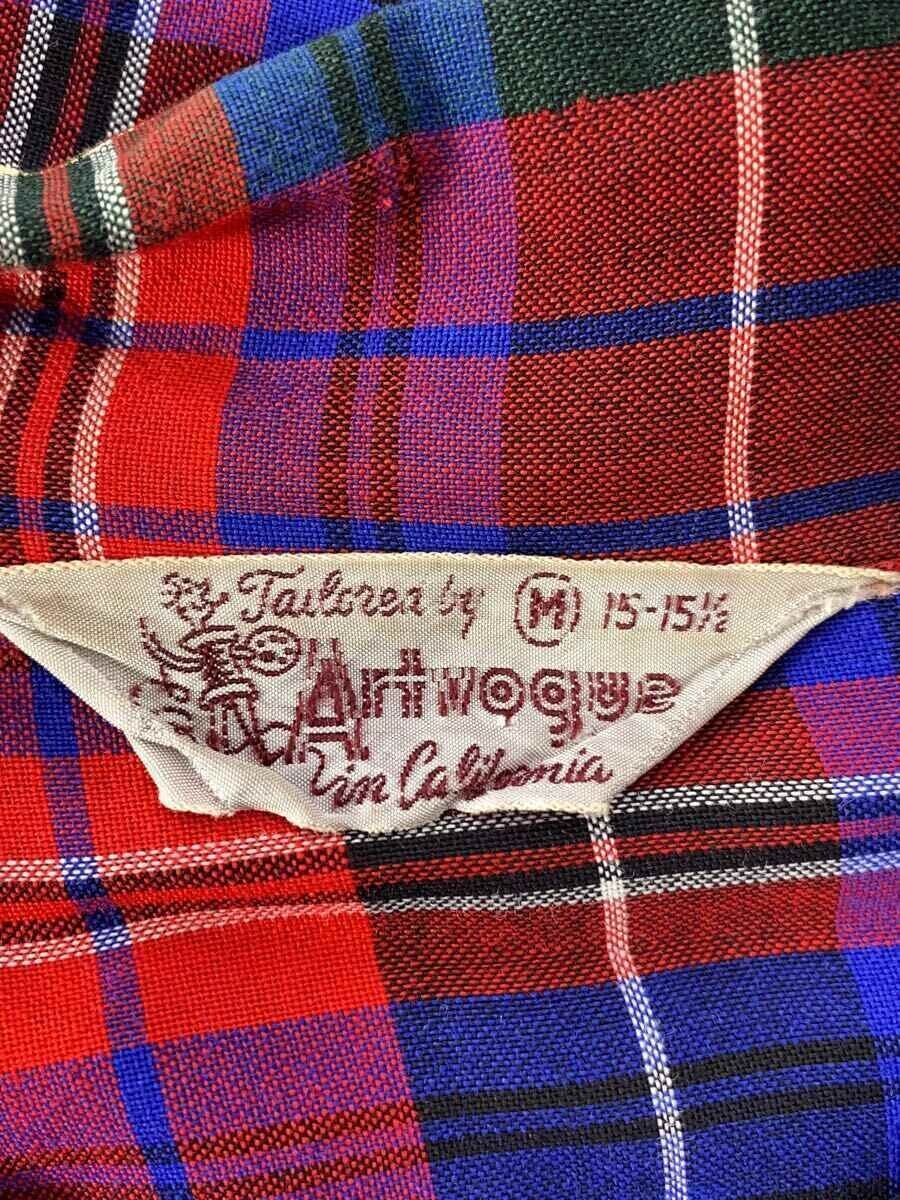 Tailored by M 15-15½
Artvogue
in California